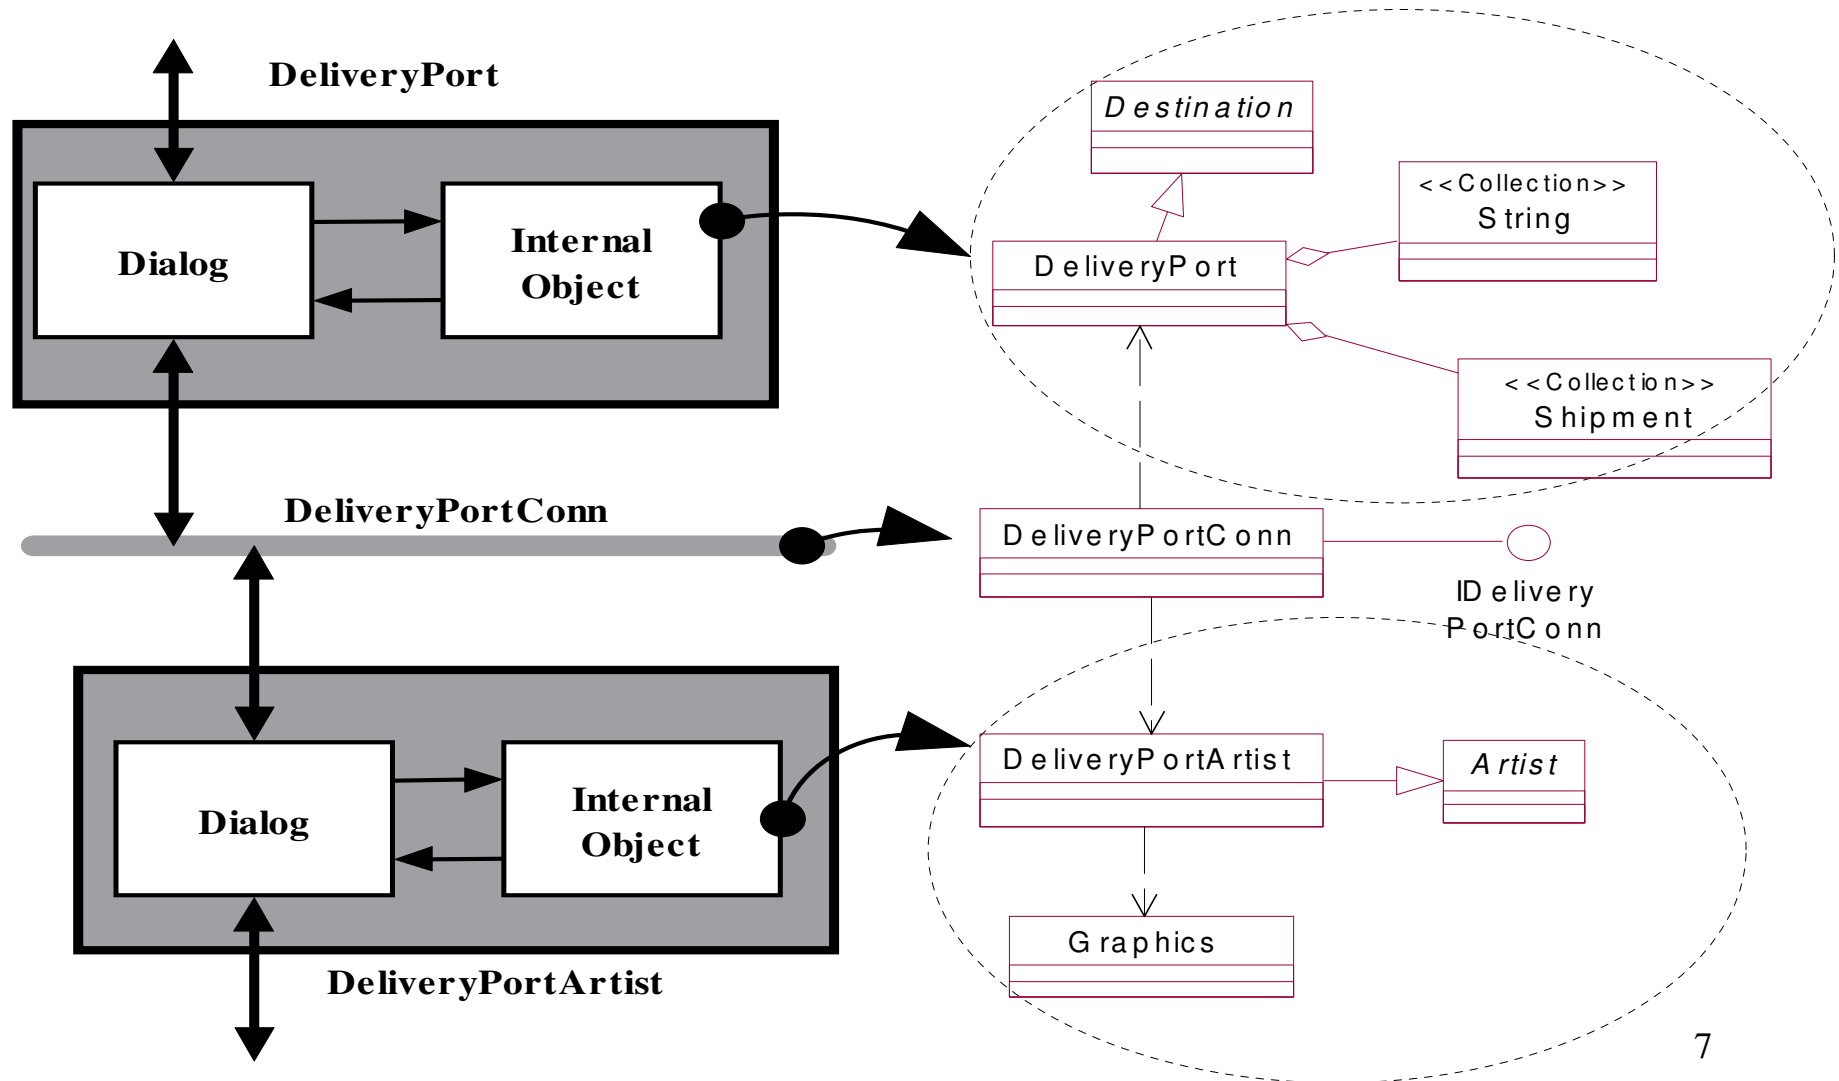 DeliveryPort
Dialog
Internal
Object
Destination
<<Collection>>
String
DeliveryPort
<<Collection>>
Shipment
DeliveryPortConn
DeliveryPortConn
IDelivery
PortConn
Dialog
Internal
Object
DeliveryPortArtist
DeliveryPortArtist
Artist
Graphics
7